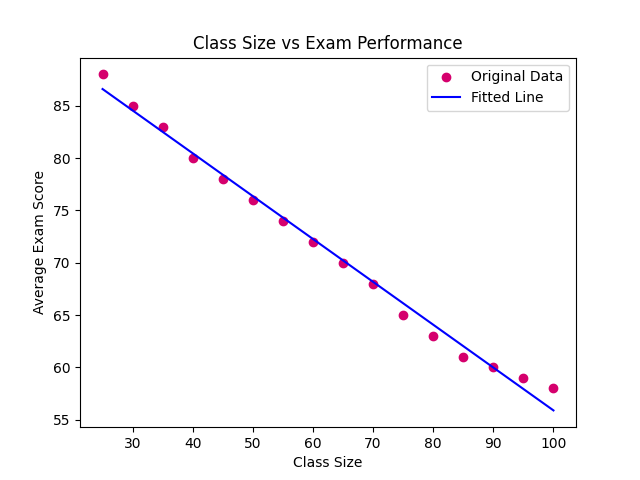 Class Size vs Exam Performance
Original Data
Fitted Line
85
80
75
70
65
60
55
Average Exam Score
30 40 50 60 70 80 90 100
Class Size